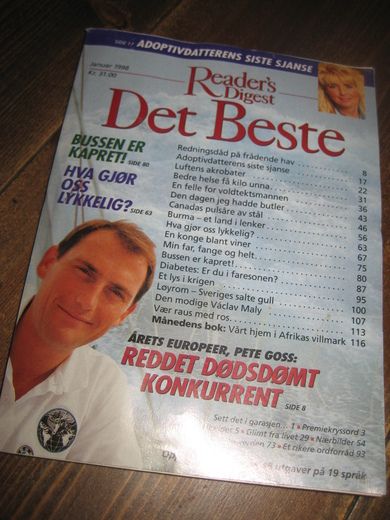 SIDE 17 ADOPTIVDATTERENS SISTE SJANSE
Januar 1998
Kr. 31.00
Reader's
Digest
Det Beste
BUSSEN ER
KAPRET! SIDE 80
HVA GJØR
OSS
LYKKELIG? SIDE 63
Redningsdåd på frådende hav 8
Adoptivdatterens siste sjanse 17
Luftens akrobater 22
Bedre helse få kilo unna 31
En felle for voldtektsmannen 36
Den dagen jeg hadde butler 43
Canadas pulsåre av stål 46
Burma – et land i lenker 56
Hva gjør oss lykkelig? 63
En konge blant viner 67
Min far, fange og helt 75
Bussen er kapret! 80
Diabetes: Er du i faresonen? 87
Et lys i krigen 95
Løyrom – Sveriges salte gull 100
Den modige Václav Maly 107
Vær raus med ros 113
Månedens bok: Vårt hjem i Afrikas villmark 116
ÅRETS EUROPEER, PETE GOSS:
REDDET DØDSDØMT
KONKURRENT SIDE 8
Sett det i garasjen... 1 • Premiekryssord 3
5 • Glimt fra livet 29 • Nærbilder 54
73 • Et rikere ordforråd 93
utgaver på 19 språk